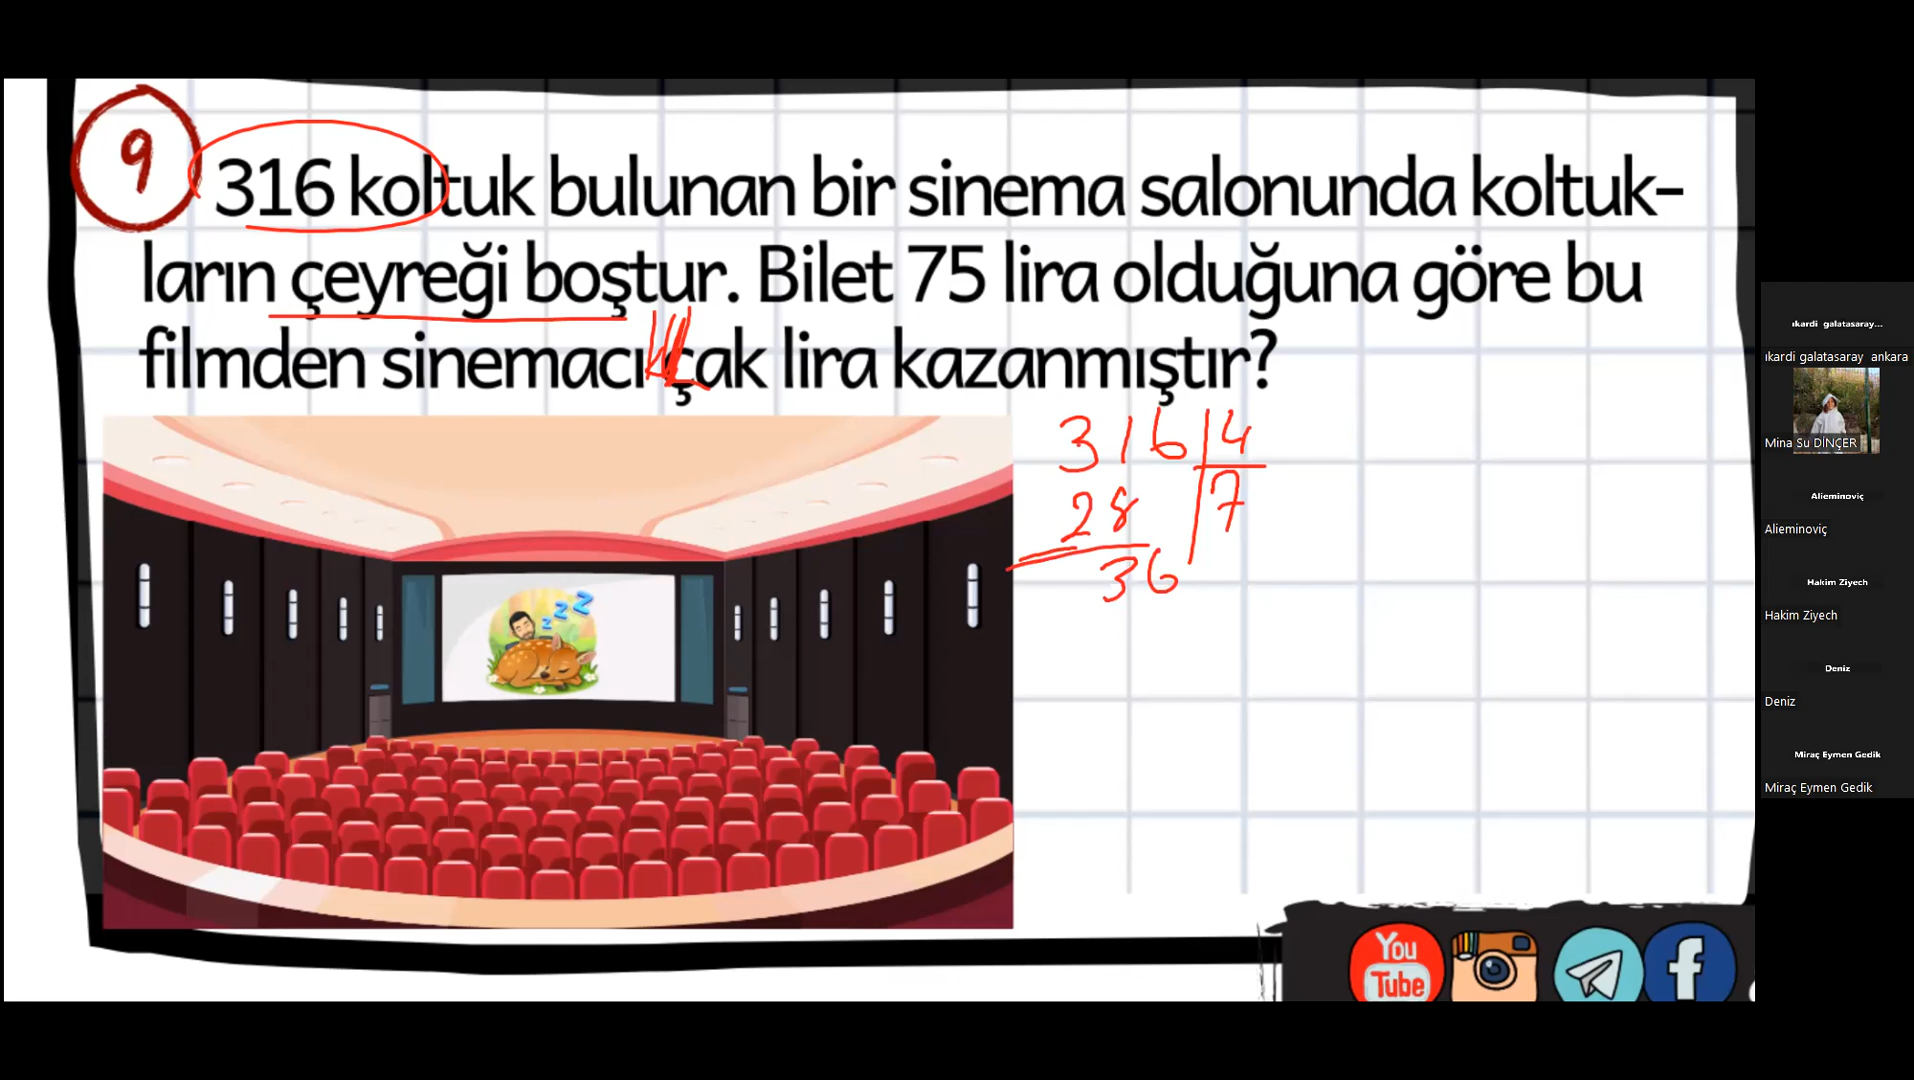 9
316 koltuk bulunan bir sinema salonunda koltuk-
ların çeyreği boştur. Bilet 75 lira olduğuna göre bu
filmden sinemacı çak lira kazanmıştır?
316 4
28 7
36
z z Z
You
Tube
f
ıkardi galatasaray...
ıkardi galatasaray ankara
Mina Su DİNÇER
Alieminoviç
Alieminoviç
Hakim Ziyech
Hakim Ziyech
Deniz
Deniz
Miraç Eymen Gedik
Miraç Eymen Gedik